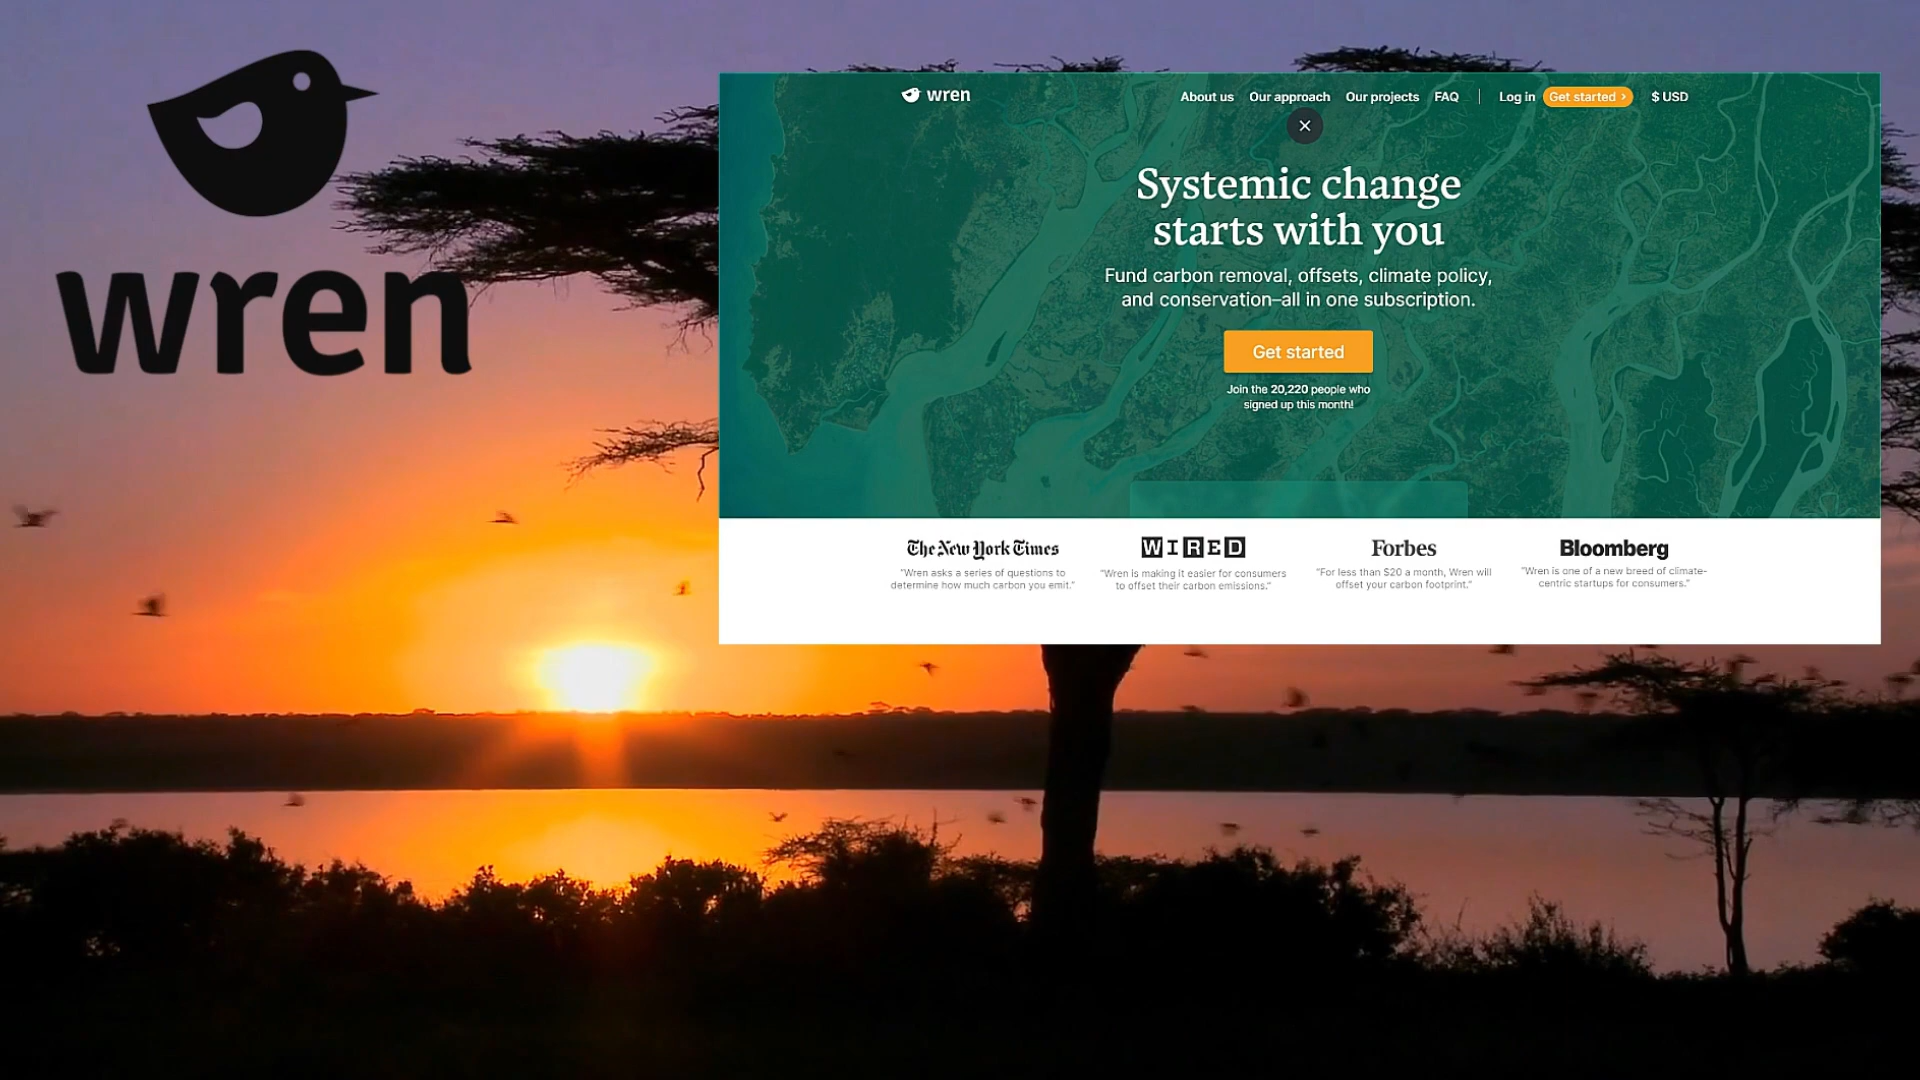 wren
wren
About us Our approach Our projects FAQ Log in Get started › $ USD
Systemic change
starts with you
Fund carbon removal, offsets, climate policy,
and conservation–all in one subscription.
Get started
Join the 20,220 people who
signed up this month!
The New York Times
"Wren asks a series of questions to
determine how much carbon you emit."
WIRED
"Wren is making it easier for consumers
to offset their carbon emissions."
Forbes
"For less than $20 a month, Wren will
offset your carbon footprint."
Bloomberg
"Wren is one of a new breed of climate-
centric startups for consumers."